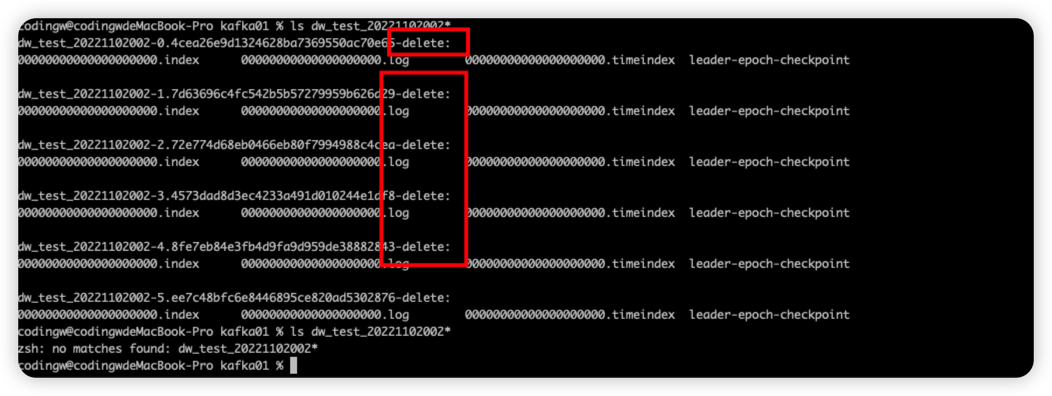 codingw@codingwdeMacBook-Pro kafka01 % ls dw_test_20221102002*
dw_test_20221102002-0.4cea26e9d1324628ba7369550ac70e65-delete:
00000000000000000000.index 00000000000000000000.log 00000000000000000000.timeindex leader-epoch-checkpoint
dw_test_20221102002-1.7d63696c4fc542b5b57279959b626d29-delete:
00000000000000000000.index 00000000000000000000.log 00000000000000000000.timeindex leader-epoch-checkpoint
dw_test_20221102002-2.72e774d68eb0466eb80f7994988c4cea-delete:
00000000000000000000.index 00000000000000000000.log 00000000000000000000.timeindex leader-epoch-checkpoint
dw_test_20221102002-3.4573dad8d3ec4233a491d010244e1df8-delete:
00000000000000000000.index 00000000000000000000.log 00000000000000000000.timeindex leader-epoch-checkpoint
dw_test_20221102002-4.8fe7eb84e3fb4d9fa9d959de38882843-delete:
00000000000000000000.index 00000000000000000000.log 00000000000000000000.timeindex leader-epoch-checkpoint
dw_test_20221102002-5.ee7c48bfc6e8446895ce820ad5302876-delete:
00000000000000000000.index 00000000000000000000.log 00000000000000000000.timeindex leader-epoch-checkpoint
codingw@codingwdeMacBook-Pro kafka01 % ls dw_test_20221102002*
zsh: no matches found: dw_test_20221102002*
codingw@codingwdeMacBook-Pro kafka01 %